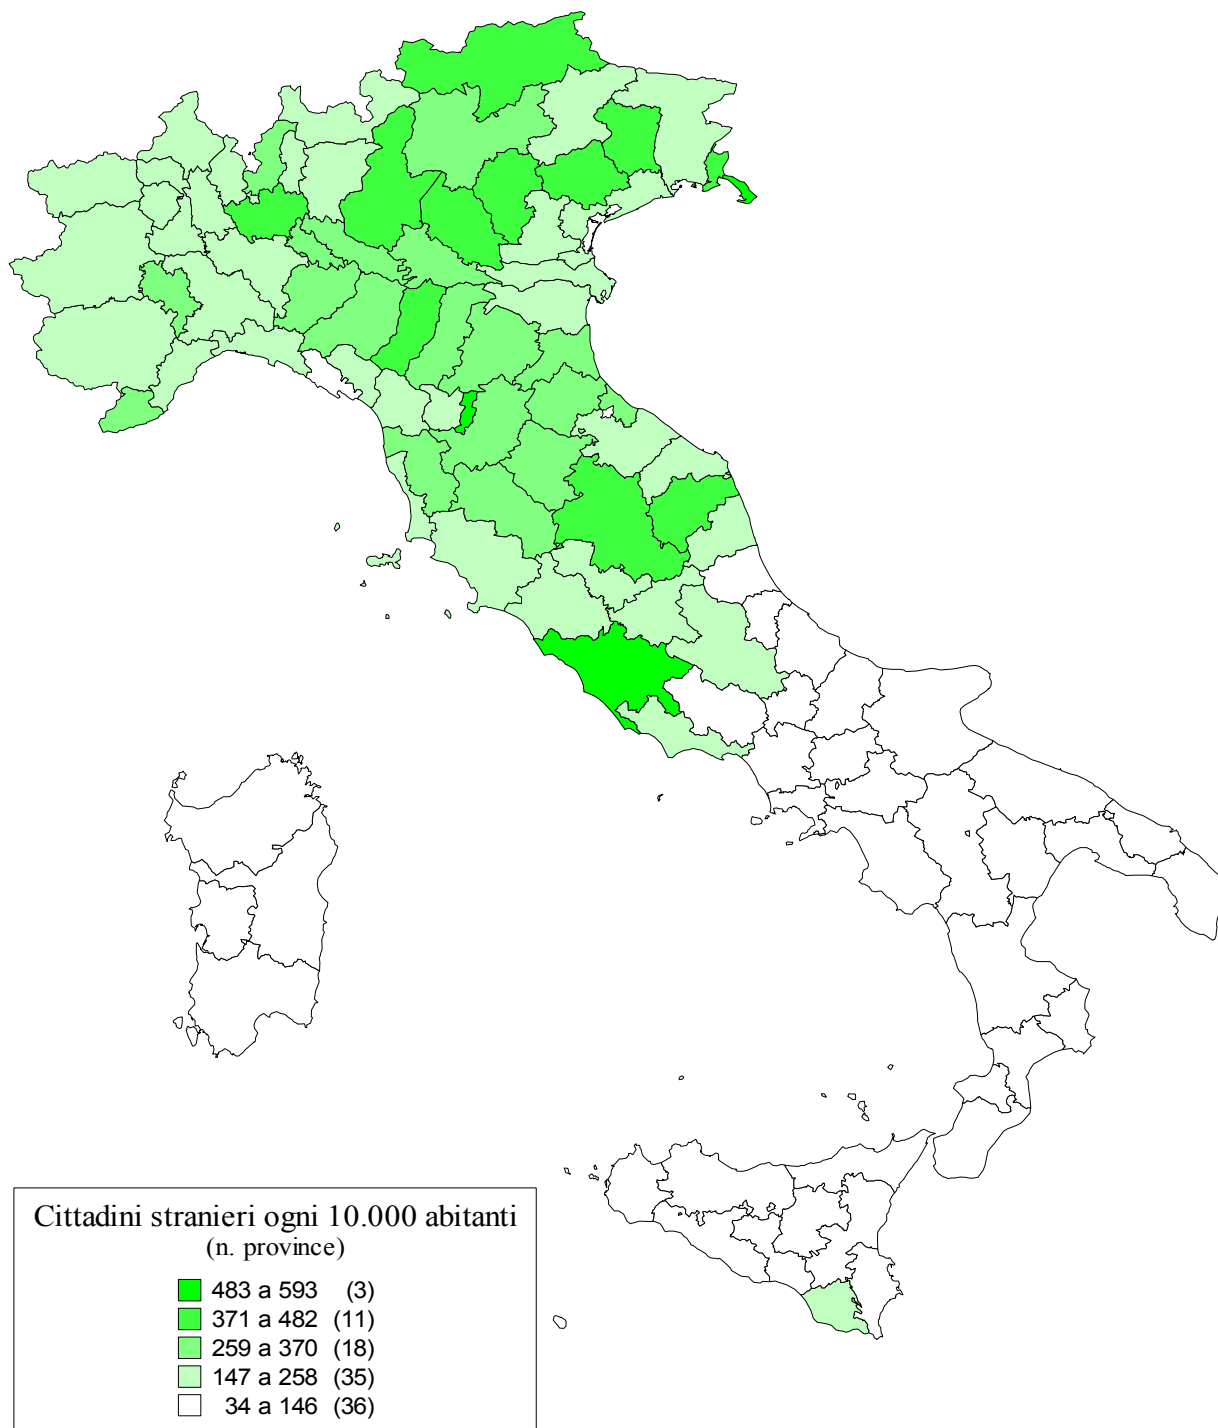 Cittadini stranieri ogni 10.000 abitanti
(n. province)
483 a 593 (3)
371 a 482 (11)
259 a 370 (18)
147 a 258 (35)
34 a 146 (36)